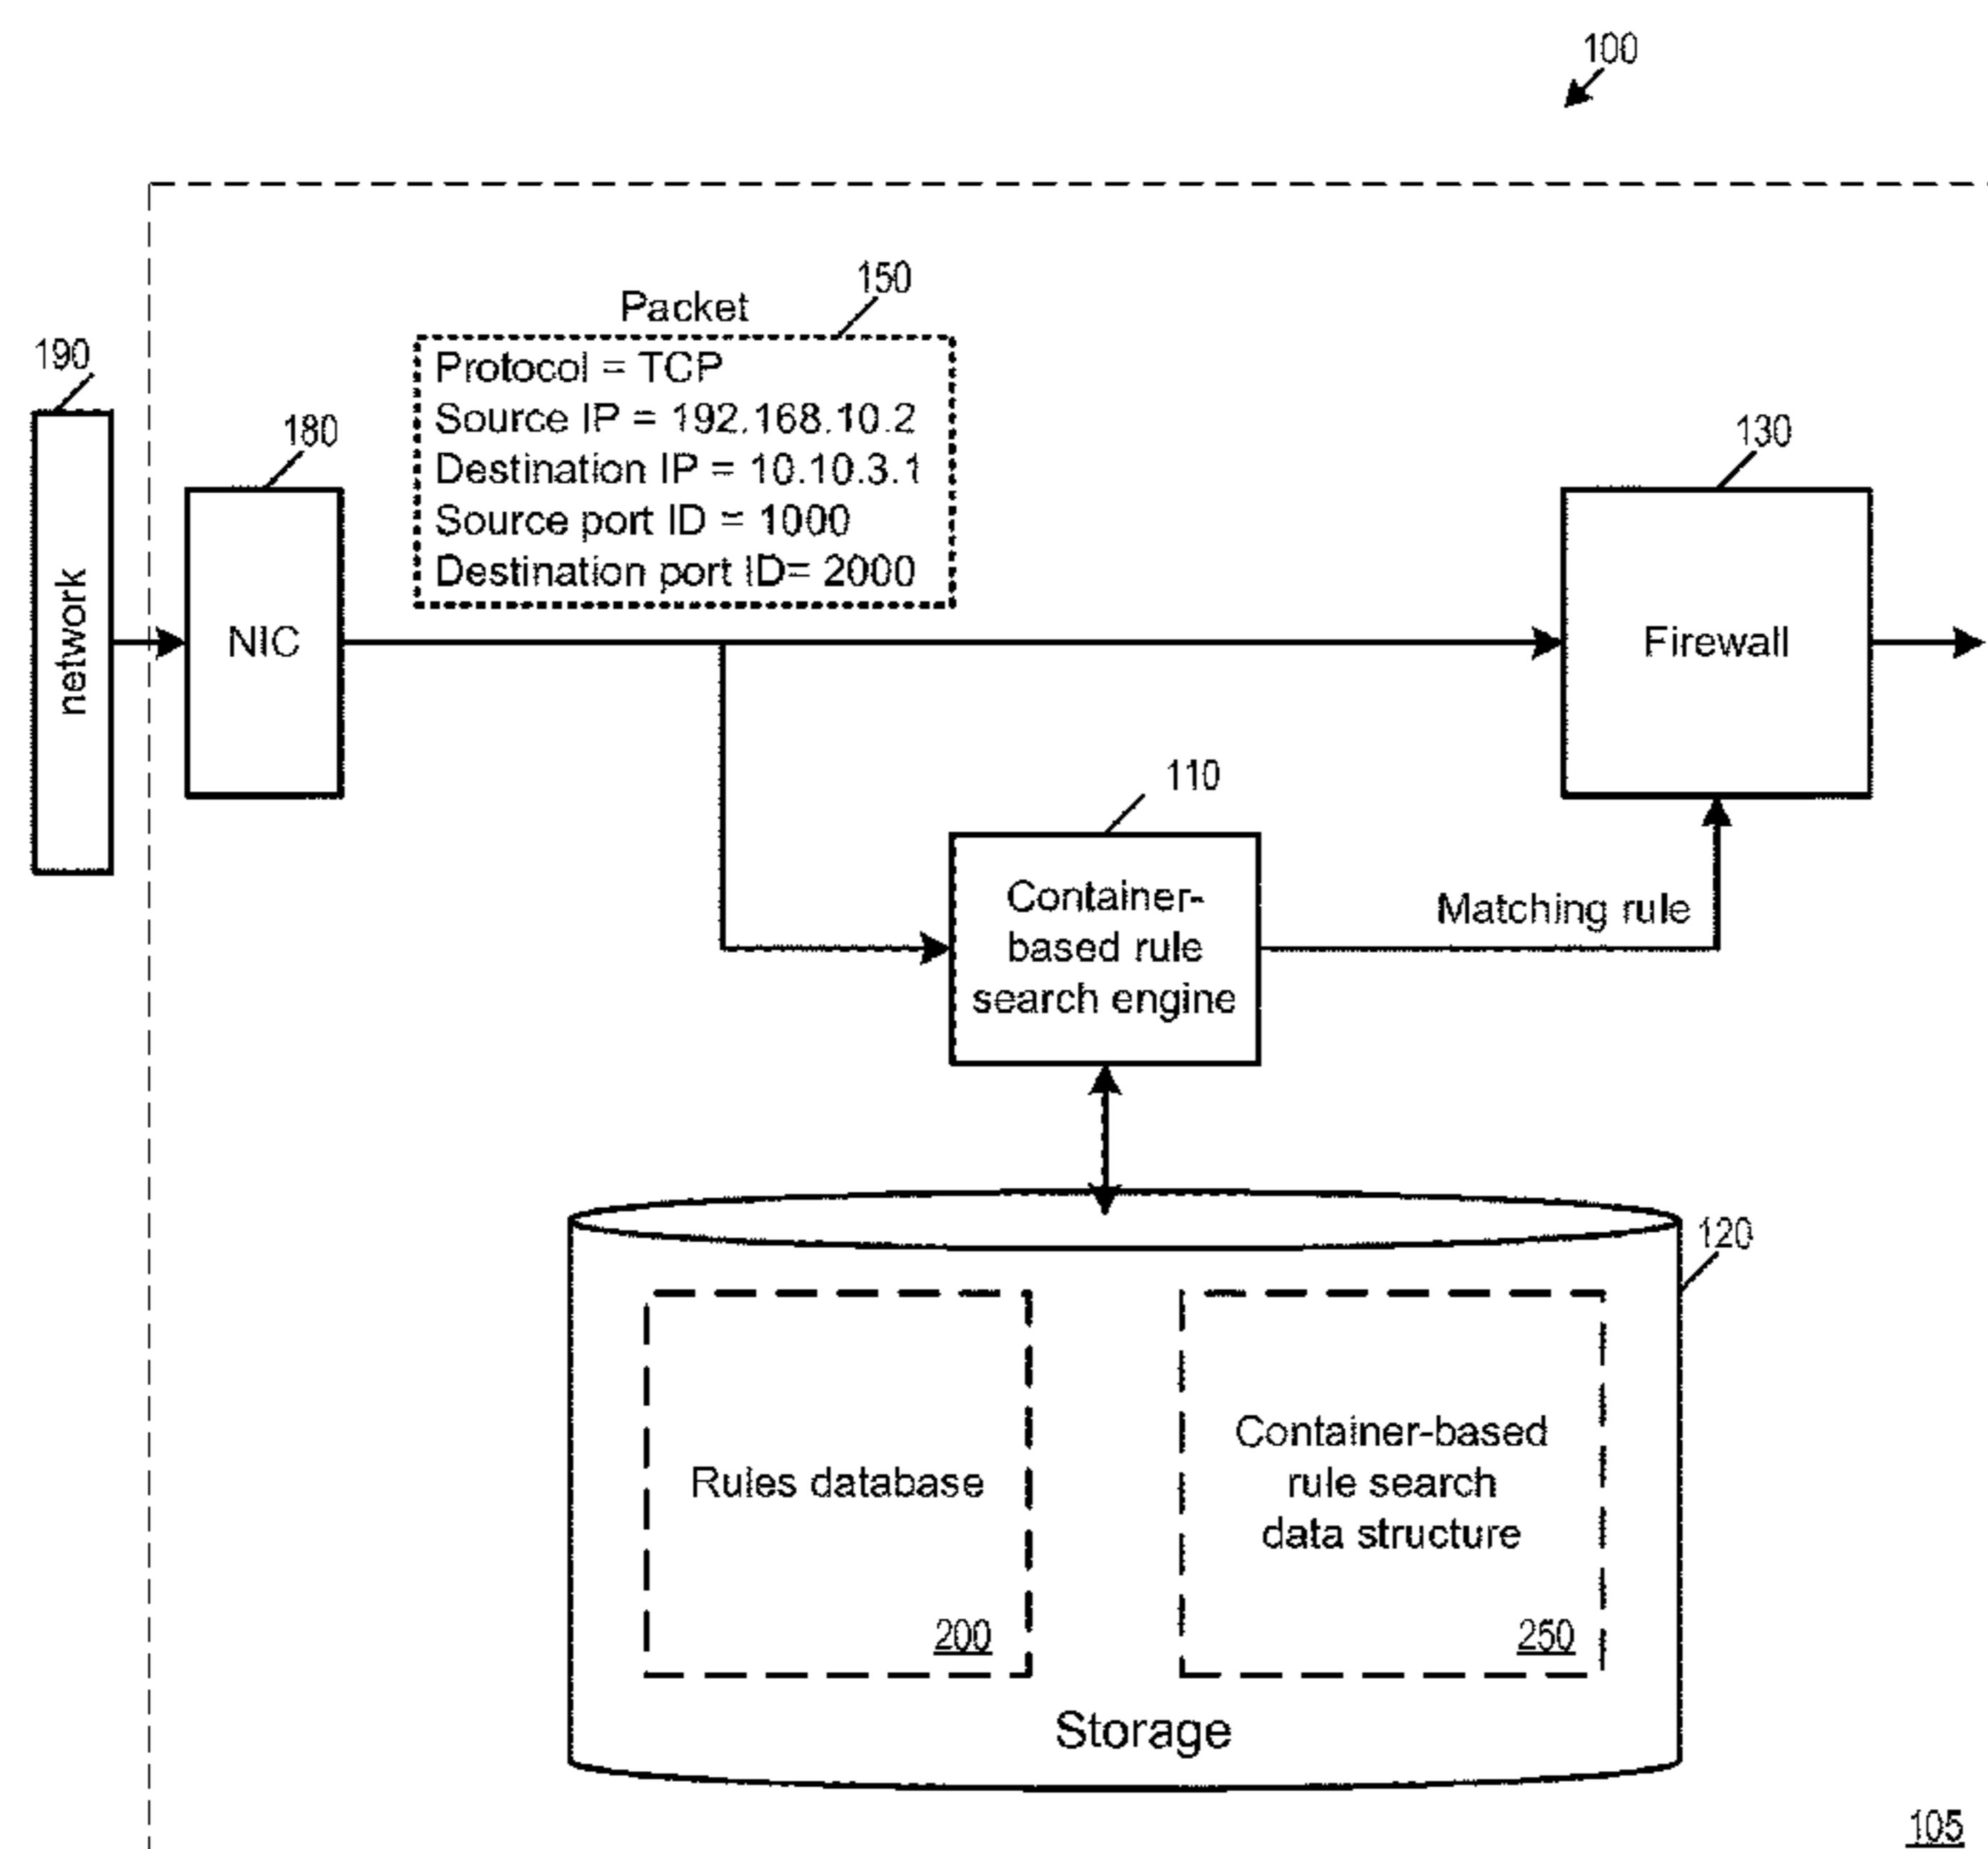 100
150
Packet
Protocol = TCP
Source IP = 192.168.10.2
Destination IP = 10.10.3.1
Source port ID = 1000
Destination port ID= 2000
190
network
180
NIC
130
Firewall
110
Container-
based rule
search engine
Matching rule
120
Rules database
200
Container-based
rule search
data structure
250
Storage
105